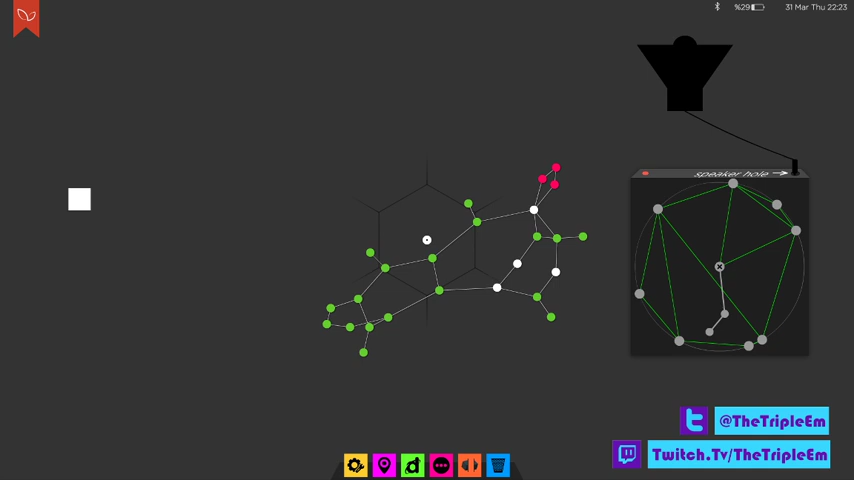 %29 31 Mar Thu 22:23
speaker hole
@TheTripleEm
Twitch.Tv/TheTripleEm